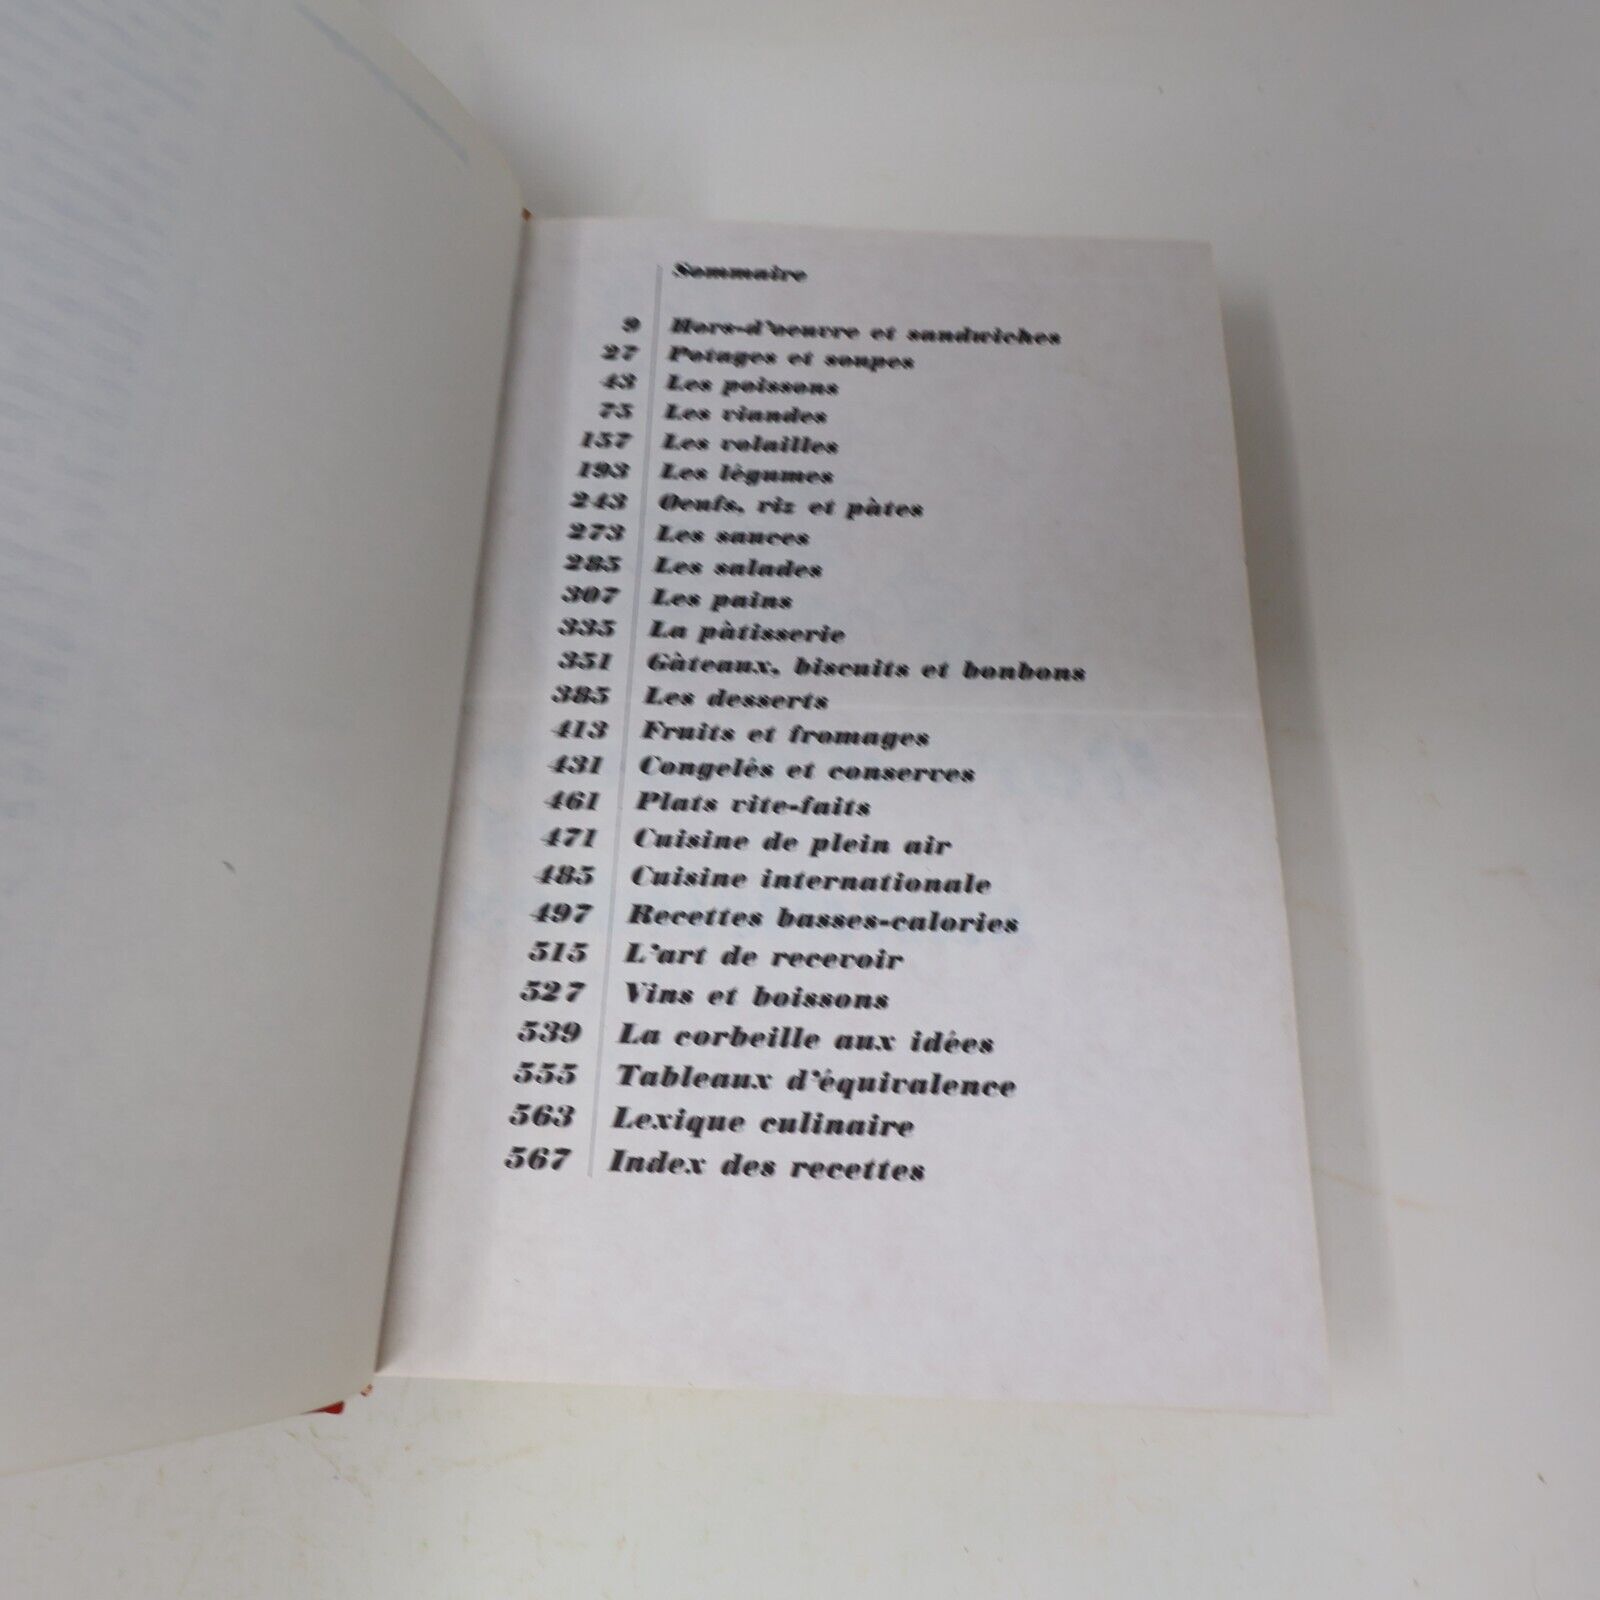 Sommaire
9 Hors-d'oeuvre et sandwiches
27 Potages et soupes
43 Les poissons
75 Les viandes
157 Les volailles
193 Les légumes
243 Oeufs, riz et pâtes
273 Les sauces
285 Les salades
307 Les pains
335 La pâtisserie
351 Gâteaux, biscuits et bonbons
385 Les desserts
413 Fruits et fromages
431 Congelés et conserves
461 Plats vite-faits
471 Cuisine de plein air
485 Cuisine internationale
497 Recettes basses-calories
515 L'art de recevoir
527 Vins et boissons
539 La corbeille aux idées
555 Tableaux d'équivalence
563 Lexique culinaire
567 Index des recettes